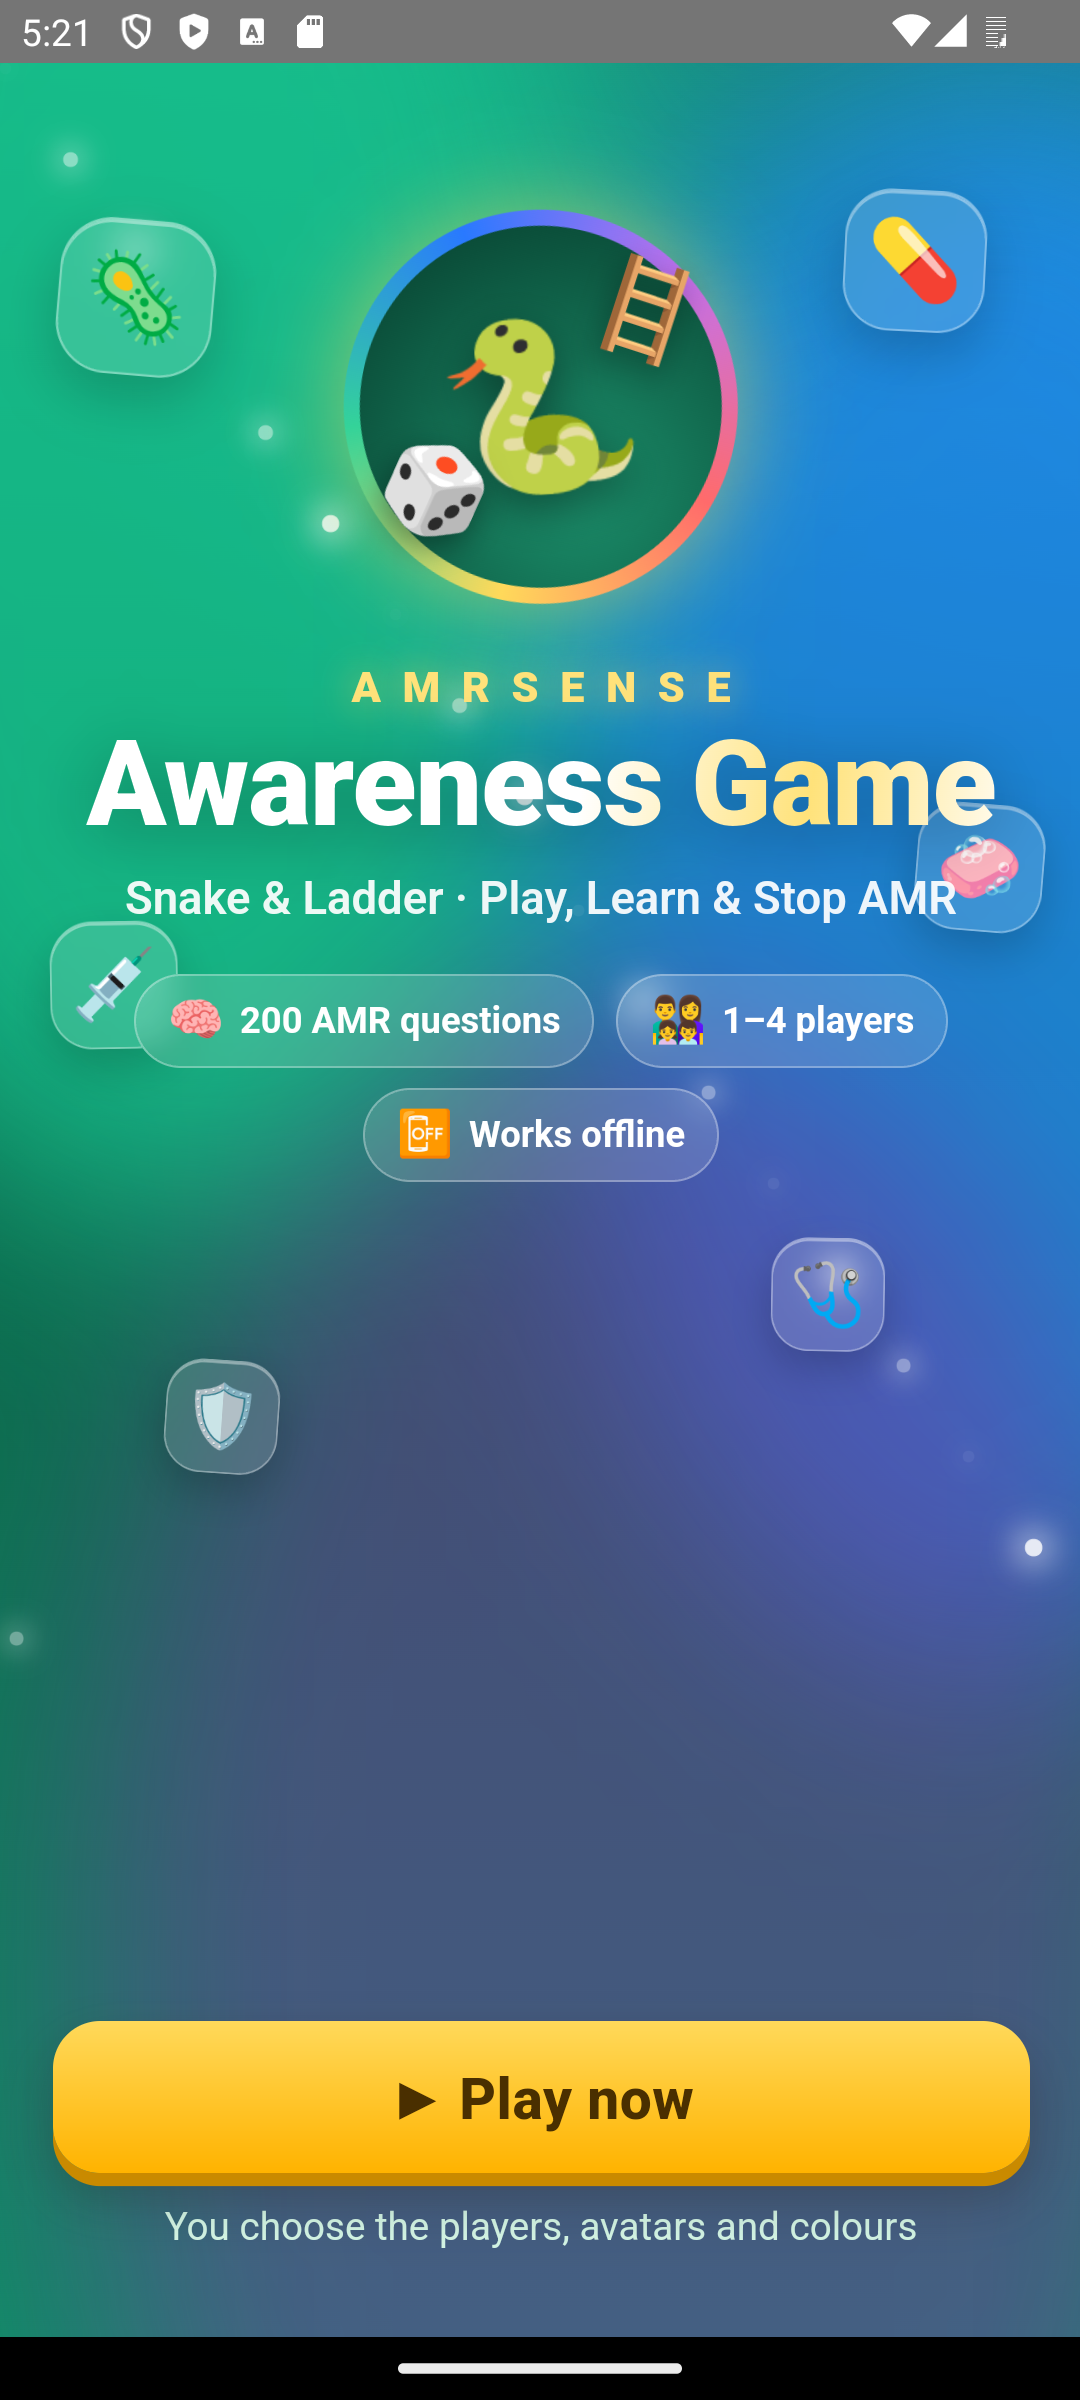 5:21
AMRSENSE
Awareness Game
Snake & Ladder · Play, Learn & Stop AMR
200 AMR questions
1–4 players
OFF Works offline
► Play now
You choose the players, avatars and colours